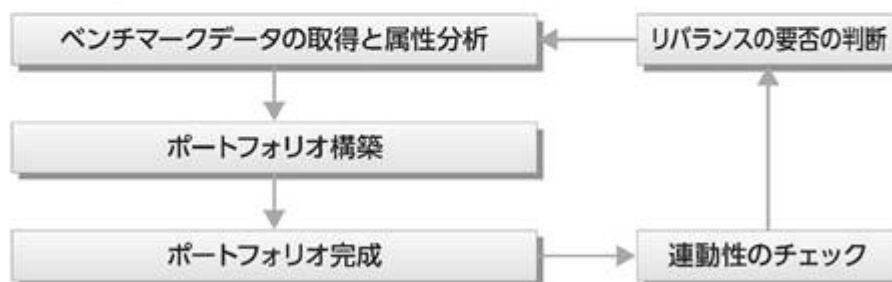 ベンチマークデータの取得と属性分析
リバランスの要否の判断
ポートフォリオ構築
ポートフォリオ完成
連動性のチェック